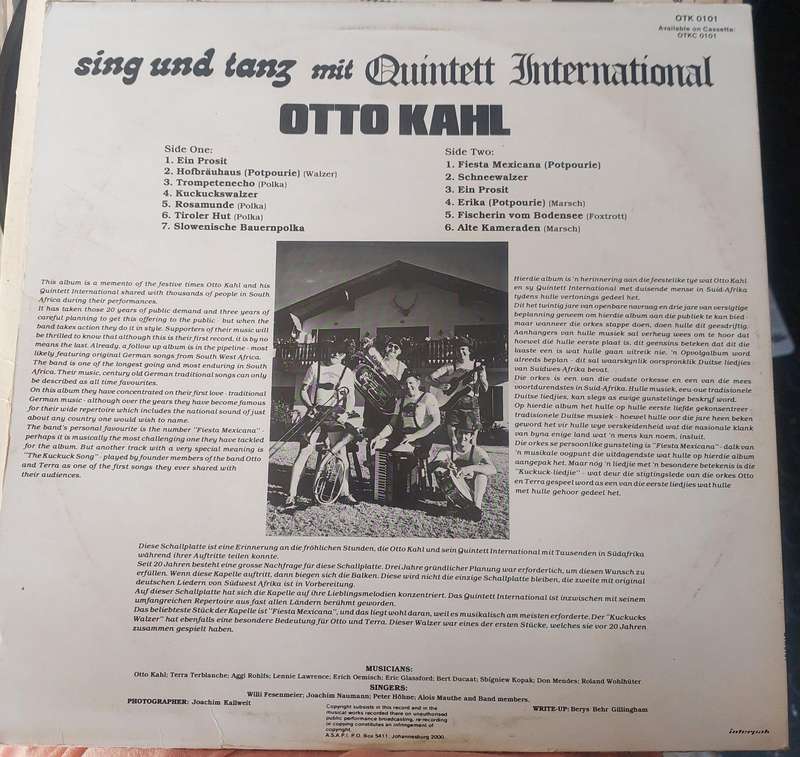 OTK 0101
Available on Cassette:
OTKC 0101
sing und tanz mit Quintett International
OTTO KAHL
Side One:
1. Ein Prosit
2. Hofbräuhaus (Potpourie) (Walzer)
3. Trompetenecho (Polka)
4. Kuckuckswalzer
5. Rosamunde (Polka)
6. Tiroler Hut (Polka)
7. Slowenische Bauernpolka
Side Two:
1. Fiesta Mexicana (Potpourie)
2. Schneewalzer
3. Ein Prosit
4. Erika (Potpourie) (Marsch)
5. Fischerin vom Bodensee (Foxtrott)
6. Alte Kameraden (Marsch)
This album is a memento of the festive times Otto Kahl and his
Quintett International shared with thousands of people in South
Africa during their performances.
It has taken those 20 years of public demand and three years of
careful planning to get this offering to the public - but when the
band takes action they do it in style. Supporters of their music will
be thrilled to know that although this is their first record, it is by no
means the last. Already, a follow up album is in the pipeline - most
likely featuring original German songs from South West Africa.
The band is one of the longest going and most enduring in South
Africa. Their music, century old German traditional songs can only
be described as all time favourites.
On this album they have concentrated on their first love - traditional
German music - although over the years they have become famous
for their wide repertoire which includes the national sound of just
about any country one would wish to name.
The band's personal favourite is the number "Fiesta Mexicana" -
perhaps it is musically the most challenging one they have tackled
for the album. But another track with a very special meaning is
"The Kuckuck Song" - played by founder members of the band Otto
and Terra as one of the first songs they ever shared with
their audiences.
Hierdie album is 'n herinnering aan die feestelike tye wat Otto Kahl
en sy Quintett International met duisende mense in Suid-Afrika
tydens hulle vertonings gedeel het.
Dit het twintig jare van openbare navraag en drie jare van versigtige
beplanning geneem om hierdie album aan die publiek te kan bied -
maar wanneer die orkes stappe doen, doen hulle dit geesdriftig.
Aanhangers van hulle musiek sal verheug wees om te hoor dat
hoewel die hulle eerste plaat is, dit geensins beteken dat dit die
laaste een is wat hulle gaan uitreik nie. 'n Opvolgalbum word
alreeds beplan - dit sal waarskynlik oorspronklik Duitse liedjies
van Suidwes-Afrika bevat.
Die orkes is een van die oudste orkesse en een van die mees
voortdurendstes in Suid-Afrika. Hulle musiek, eeu-oue tradisionele
Duitse liedjies, kan slegs as ewige gunstelinge beskryf word.
Op hierdie album het hulle op hulle eerste liefde gekonsentreer -
tradisionele Duitse musiek - hoewel hulle oor die jare heen beken
geword het vir hulle wye verskeidenheid wat die nasionale klank
van byna enige land wat 'n mens kan noem, insluit.
Die orkes se persoonlike gunsteling is "Fiesta Mexicana" - dalk van
'n musikale oogpunt die uitdagendste wat hulle op hierdie album
aangepak het. Maar nóg 'n liedjie met 'n besondere betekenis is die
"Kuckuck-liedjie" - wat deur die stigtingslede van die orkes Otto
en Terra gespeel word as een van die eerste liedjies wat hulle
met hulle gehoor gedeel het.
Diese Schallplatte ist eine Erinnerung an die fröhlichen Stunden, die Otto Kahl und sein Quintett International mit Tausenden in Südafrika
während ihrer Auftritte teilen konnte.
Seit 20 Jahren besteht eine grosse Nachfrage für diese Schallplatte. Drei Jahre gründlicher Planung war erforderlich, um diesen Wunsch zu
erfüllen. Wenn diese Kapelle auftritt, dann biegen sich die Balken. Diese wird nicht die einzige Schallplatte bleiben, die zweite mit original
deutschen Liedern von Südwest Afrika ist in Vorbereitung.
Auf dieser Schallplatte hat sich die Kapelle auf ihre Lieblingsmelodien konzentriert. Das Quintett International ist inzwischen mit seinem
umfangreichen Repertoire aus fast allen Ländern berühmt geworden.
Das beliebteste Stück der Kapelle ist "Fiesta Mexicana", und das liegt wohl daran, weil es musikalisch am meisten erforderte. Der "Kuckucks
Walzer" hat ebenfalls eine besondere Bedeutung für Otto und Terra. Dieser Walzer war eines der ersten Stücke, welches sie vor 20 Jahren
zusammen gespielt haben.
MUSICIANS:
Otto Kahl; Terra Terblanche; Aggi Rohlfs; Lennie Lawrence; Erich Oemisch; Eric Glassford; Bert Ducaat; Sbigniew Kopak; Don Mendes; Roland Wohlhüter
SINGERS:
Willi Fesenmeier; Joachim Naumann; Peter Höhne; Alois Mauthe and Band members.
PHOTOGRAPHER: Joachim Kallweit
Copyright subsists in this record and in the
musical works recorded there on unauthorised
public performance broadcasting, re-recording
or copying constitutes an infringement of
copyright.
A.S.A.P.I. P.O. Box 5411, Johannesburg 2000.
WRITE-UP: Berys Behr Gillingham
interpak